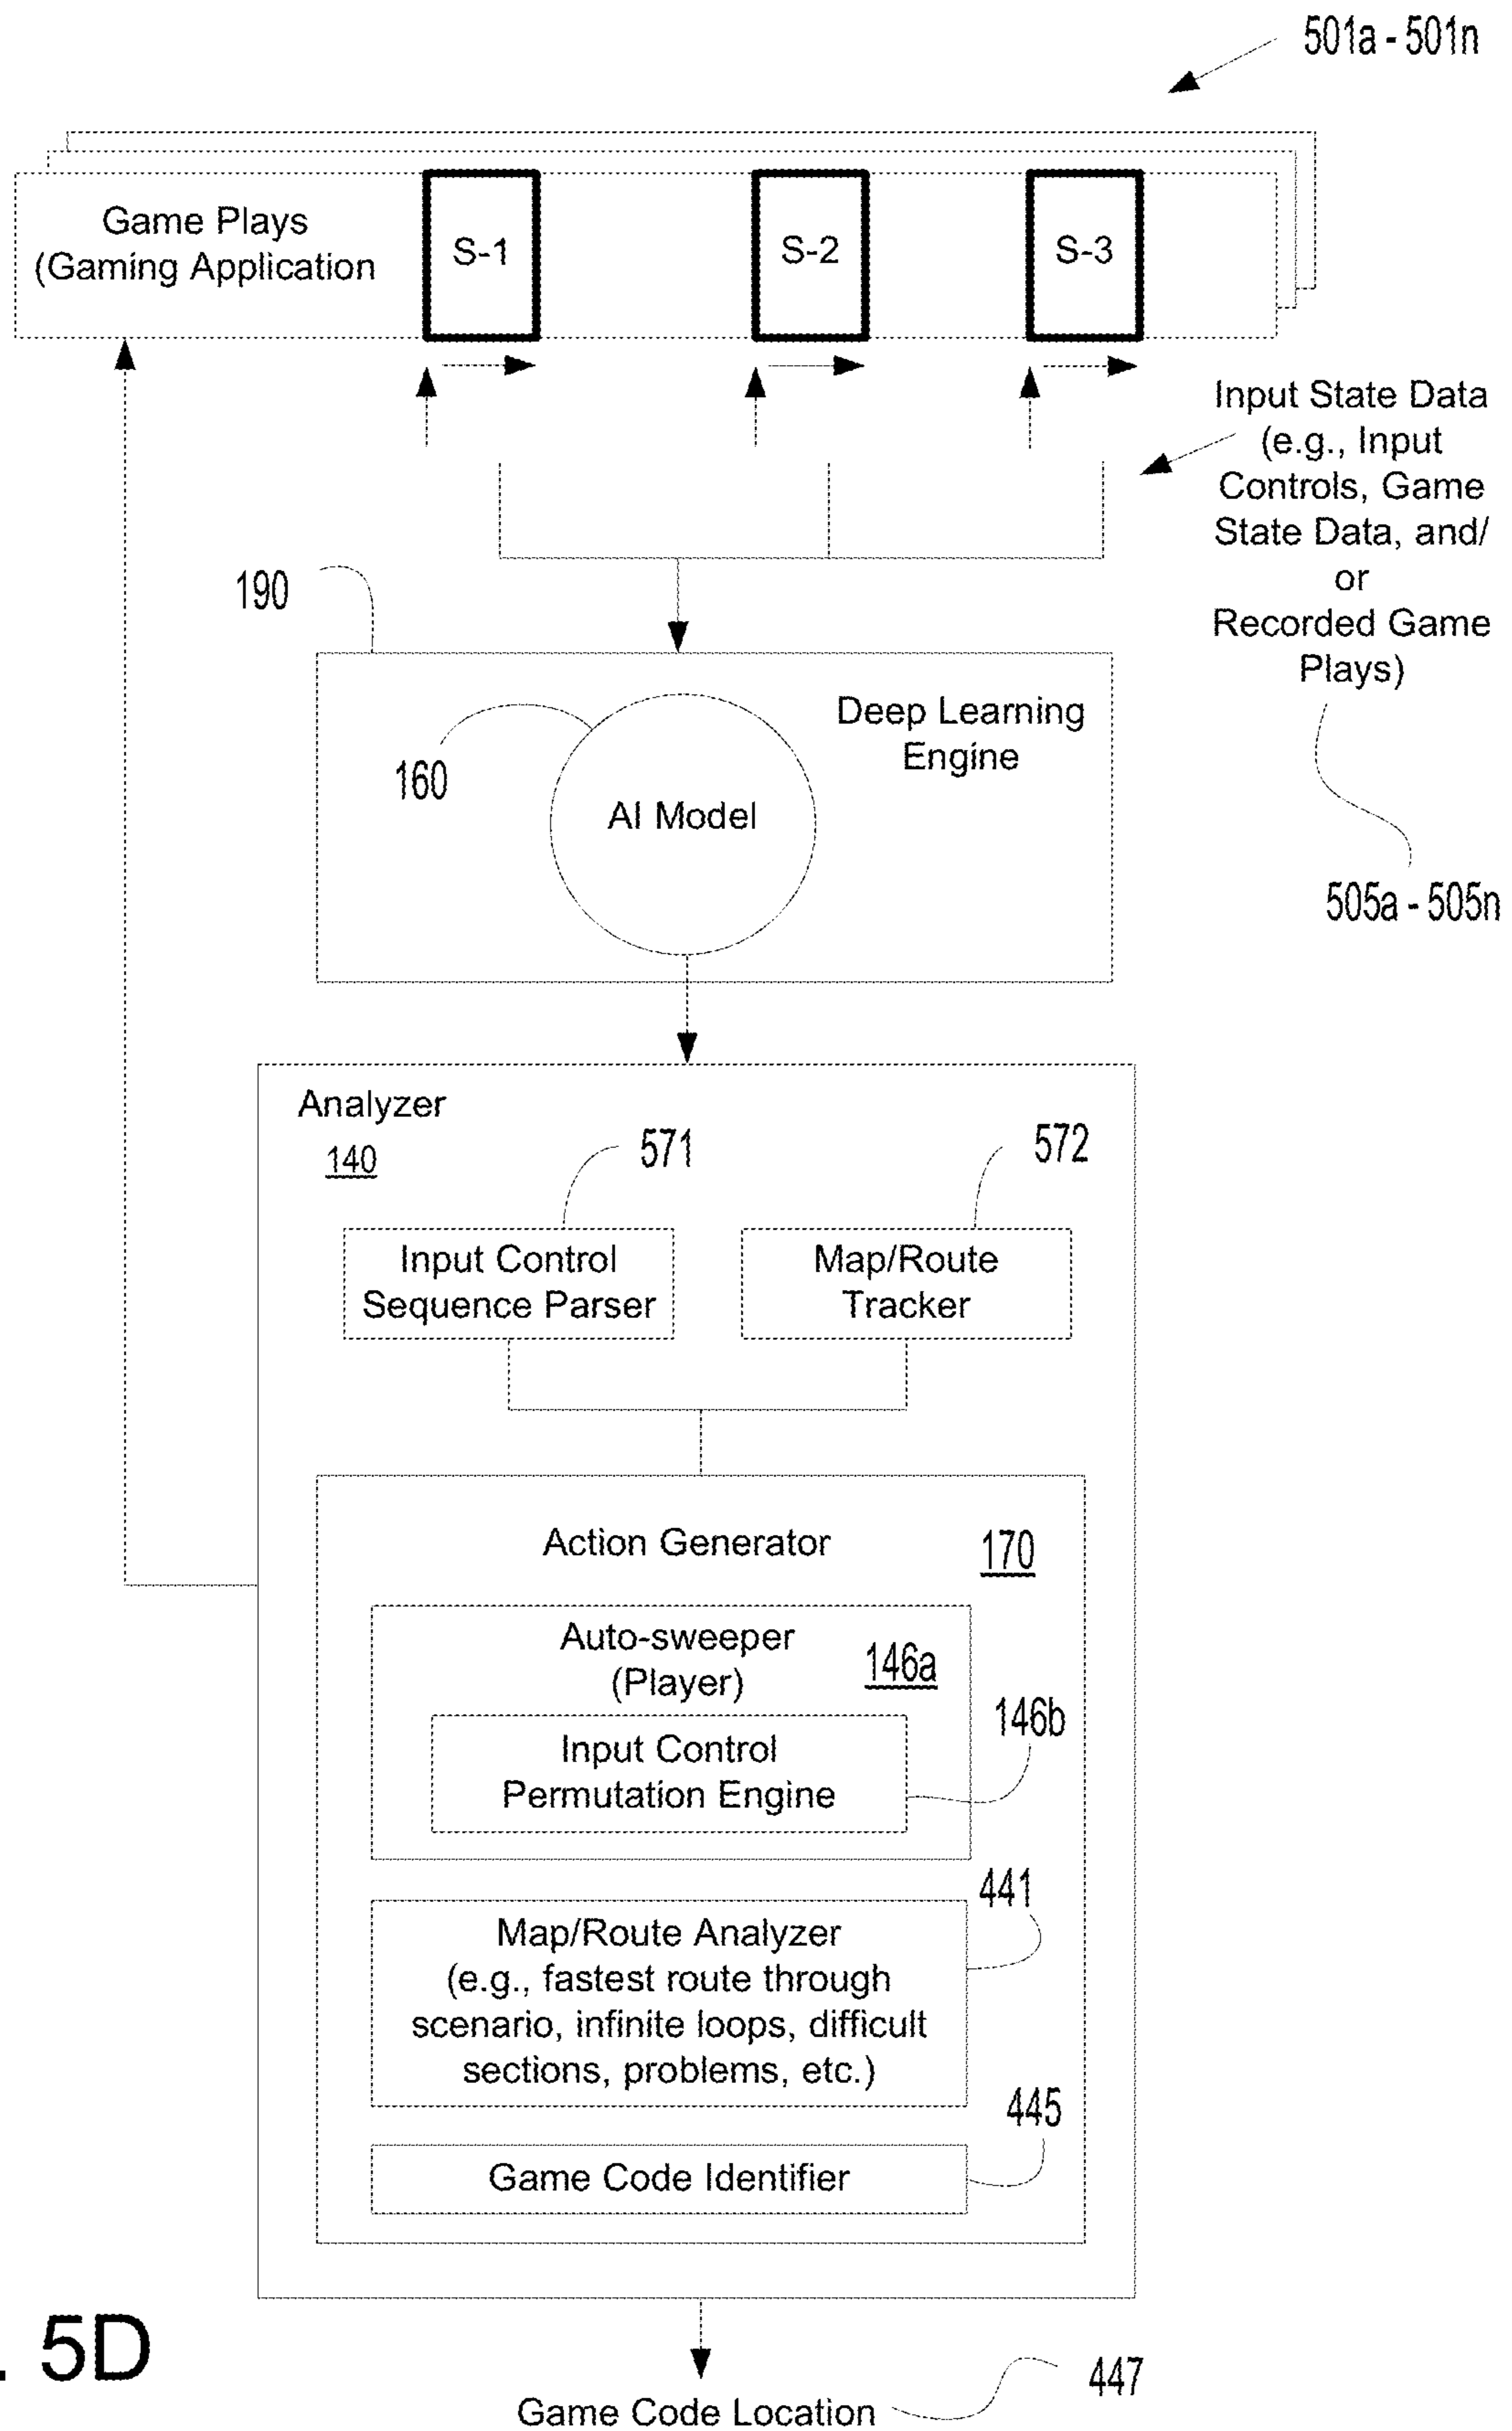 501a - 501n
Game Plays
(Gaming Application
S-1
S-2
S-3
Input State Data
(e.g., Input
Controls, Game
State Data, and/
or
Recorded Game
Plays)
505a - 505n
190
Deep Learning
Engine
160
AI Model
Analyzer
140
571
572
Input Control
Sequence Parser
Map/Route
Tracker
Action Generator
170
Auto-sweeper
(Player)
146a
146b
Input Control
Permutation Engine
441
Map/Route Analyzer
(e.g., fastest route through
scenario, infinite loops, difficult
sections, problems, etc.)
445
Game Code Identifier
. 5D
447
Game Code Location